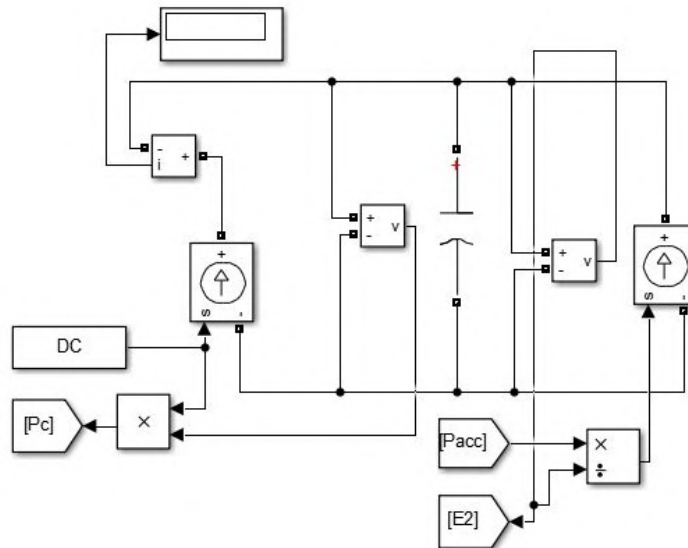 -
i
+
+
-
v
+
s
-
+
-
v
+
s
-
DC
[Pc]
×
[Pacc]
×
÷
[E2]
+